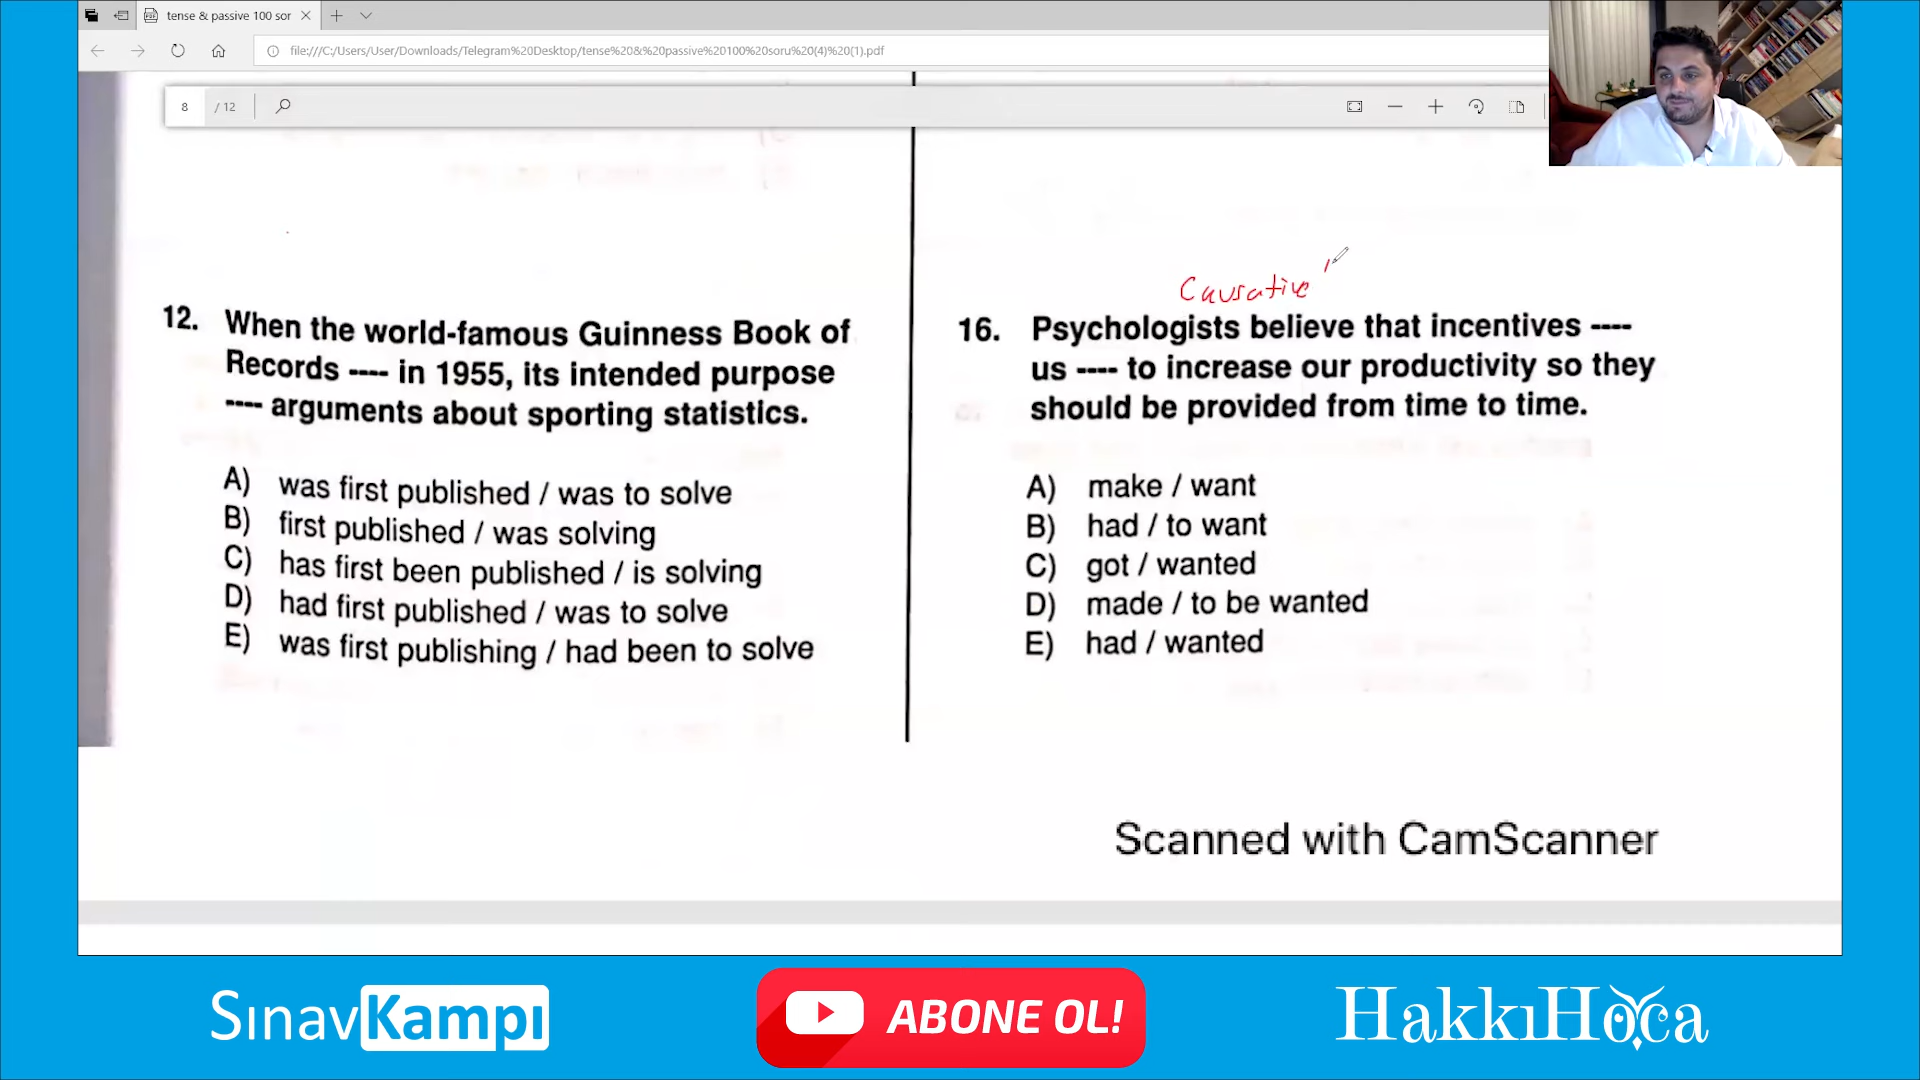 tense & passive 100 sor
file:///C:/Users/User/Downloads/Telegram%20Desktop/tense%20&%20passive%20100%20soru%20(4)%20(1).pdf
8 / 12
12. When the world-famous Guinness Book of
Records ---- in 1955, its intended purpose
---- arguments about sporting statistics.
A) was first published / was to solve
B) first published / was solving
C) has first been published / is solving
D) had first published / was to solve
E) was first publishing / had been to solve
Causative
16. Psychologists believe that incentives ----
us ---- to increase our productivity so they
should be provided from time to time.
A) make / want
B) had / to want
C) got / wanted
D) made / to be wanted
E) had / wanted
Scanned with CamScanner
SınavKampı
ABONE OL!
HakkıHoca